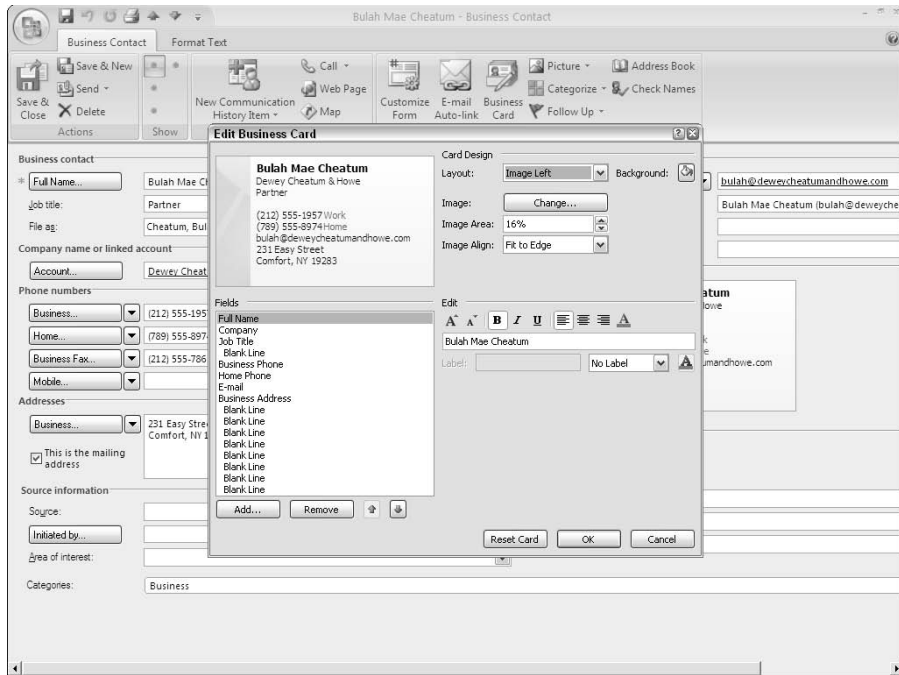 Bulah Mae Cheatum - Business Contact
Business Contact Format Text
Save & Close
Save & New
Send
Delete
Actions
Show
New Communication History Item
Call
Web Page
Map
Customize Form
E-mail Auto-link
Business Card
Picture
Categorize
Follow Up
Address Book
Check Names
Business contact
* Full Name... Bulah Mae Ch
Job title: Partner
File as: Cheatum, Bul
Company name or linked account
Account... Dewey Cheat
Phone numbers
Business... (212) 555-195
Home... (789) 555-897
Business Fax... (212) 555-786
Mobile...
Addresses
Business... 231 Easy Stree
Comfort, NY 1
This is the mailing address
Source information
Source:
Initiated by...
Area of interest:
Categories: Business
Edit Business Card
Bulah Mae Cheatum
Dewey Cheatum & Howe
Partner
(212) 555-1957 Work
(789) 555-8974 Home
bulah@deweycheatumandhowe.com
231 Easy Street
Comfort, NY 19283
Card Design
Layout: Image Left Background:
Image: Change...
Image Area: 16%
Image Align: Fit to Edge
Fields
Full Name
Company
Job Title
Blank Line
Business Phone
Home Phone
E-mail
Business Address
Blank Line
Blank Line
Blank Line
Blank Line
Blank Line
Blank Line
Blank Line
Blank Line
Add... Remove
Edit
A A B I U A
Bulah Mae Cheatum
Label: No Label A
Reset Card OK Cancel
bulah@deweycheatumandhowe.com
Bulah Mae Cheatum (bulah@deweyche
atum
owe
k
e
umandhowe.com